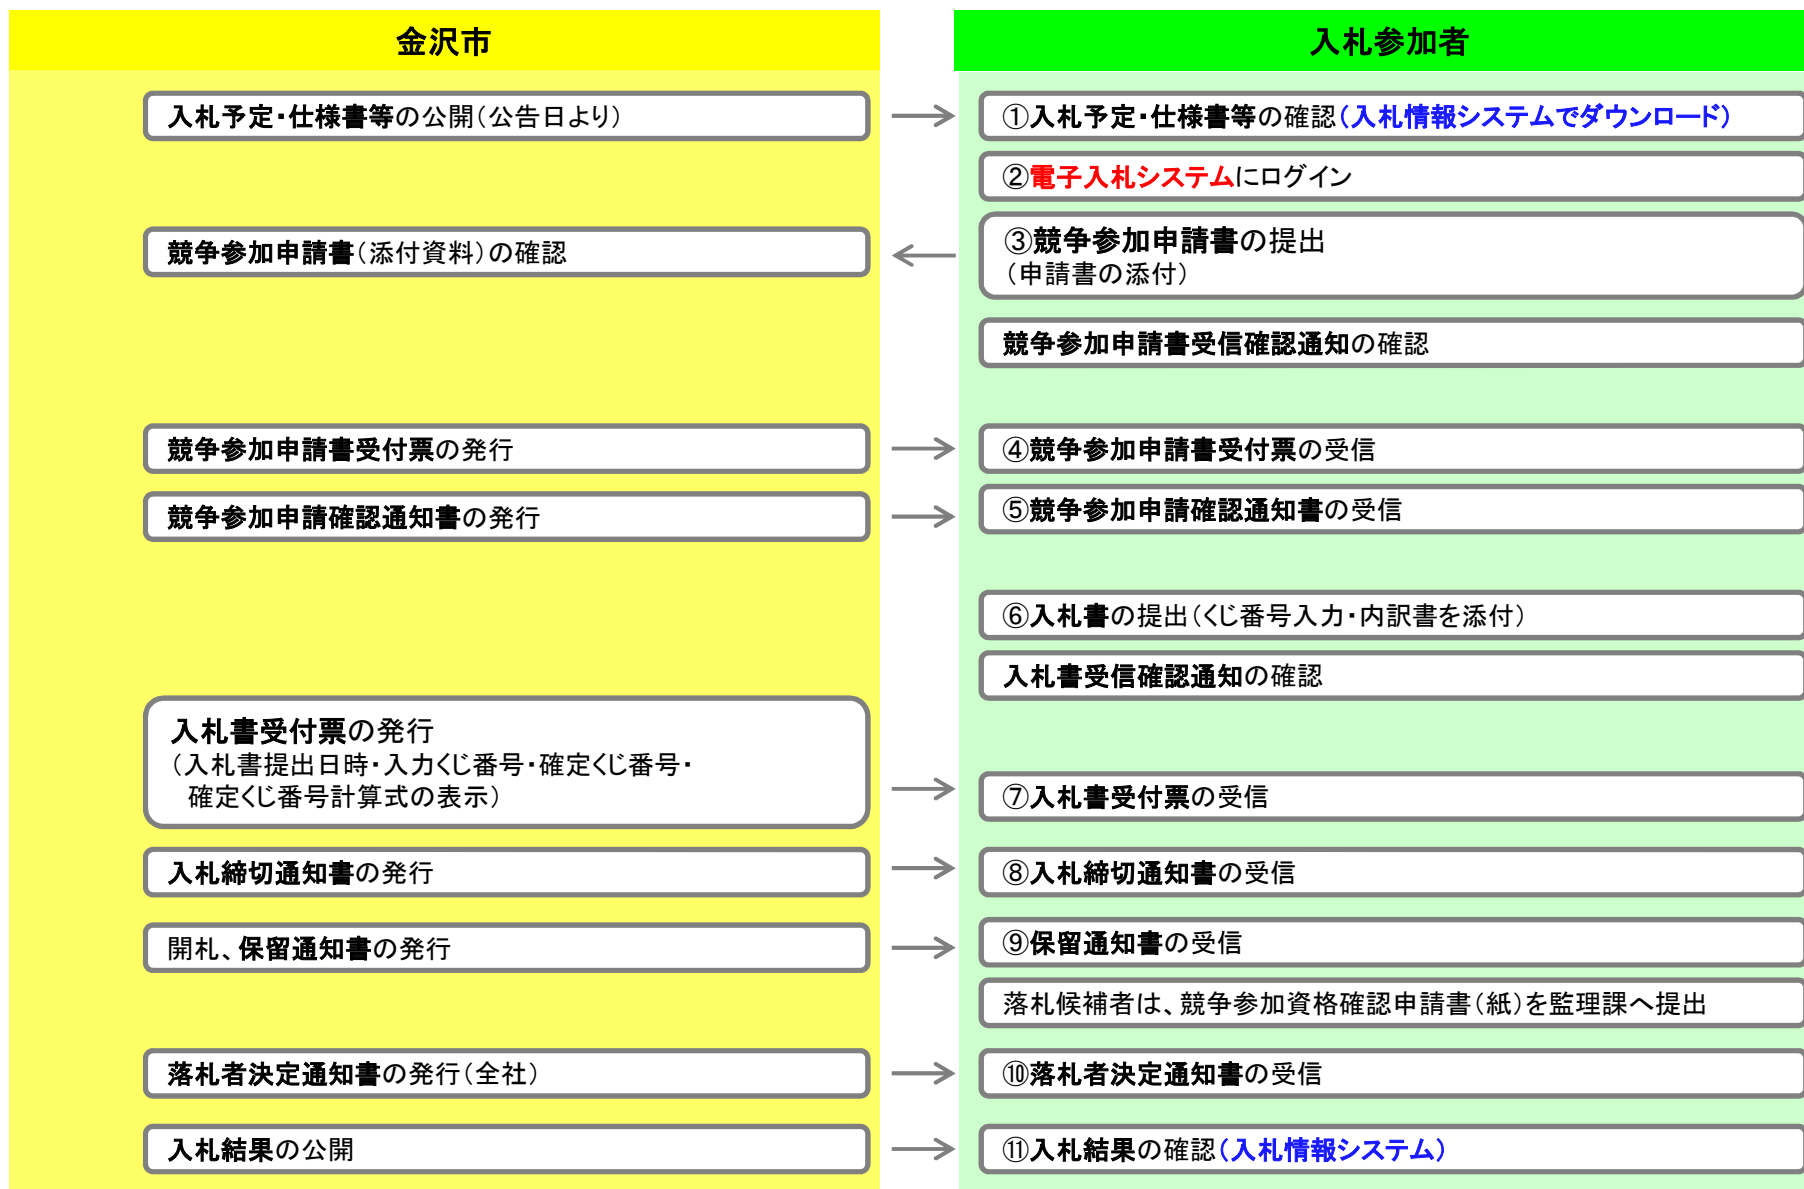 金沢市
入札参加者
入札予定・仕様書等の公開（公告日より）
①入札予定・仕様書等の確認（入札情報システムでダウンロード）
②電子入札システムにログイン
競争参加申請書（添付資料）の確認
③競争参加申請書の提出
（申請書の添付）
競争参加申請書受信確認通知の確認
競争参加申請書受付票の発行
④競争参加申請書受付票の受信
競争参加申請確認通知書の発行
⑤競争参加申請確認通知書の受信
⑥入札書の提出（くじ番号入力・内訳書を添付）
入札書受信確認通知の確認
入札書受付票の発行
（入札書提出日時・入力くじ番号・確定くじ番号・
確定くじ番号計算式の表示）
⑦入札書受付票の受信
入札締切通知書の発行
⑧入札締切通知書の受信
開札、保留通知書の発行
⑨保留通知書の受信
落札候補者は、競争参加資格確認申請書（紙）を監理課へ提出
落札者決定通知書の発行（全社）
⑩落札者決定通知書の受信
入札結果の公開
⑪入札結果の確認（入札情報システム）